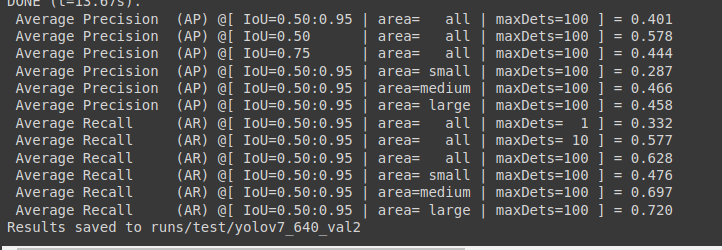 DONE (t=13.67s).
Average Precision  (AP) @[ IoU=0.50:0.95 | area=   all | maxDets=100 ] = 0.401
Average Precision  (AP) @[ IoU=0.50      | area=   all | maxDets=100 ] = 0.578
Average Precision  (AP) @[ IoU=0.75      | area=   all | maxDets=100 ] = 0.444
Average Precision  (AP) @[ IoU=0.50:0.95 | area= small | maxDets=100 ] = 0.287
Average Precision  (AP) @[ IoU=0.50:0.95 | area=medium | maxDets=100 ] = 0.466
Average Precision  (AP) @[ IoU=0.50:0.95 | area= large | maxDets=100 ] = 0.458
Average Recall     (AR) @[ IoU=0.50:0.95 | area=   all | maxDets=  1 ] = 0.332
Average Recall     (AR) @[ IoU=0.50:0.95 | area=   all | maxDets= 10 ] = 0.577
Average Recall     (AR) @[ IoU=0.50:0.95 | area=   all | maxDets=100 ] = 0.628
Average Recall     (AR) @[ IoU=0.50:0.95 | area= small | maxDets=100 ] = 0.476
Average Recall     (AR) @[ IoU=0.50:0.95 | area=medium | maxDets=100 ] = 0.697
Average Recall     (AR) @[ IoU=0.50:0.95 | area= large | maxDets=100 ] = 0.720
Results saved to runs/test/yolov7_640_val2